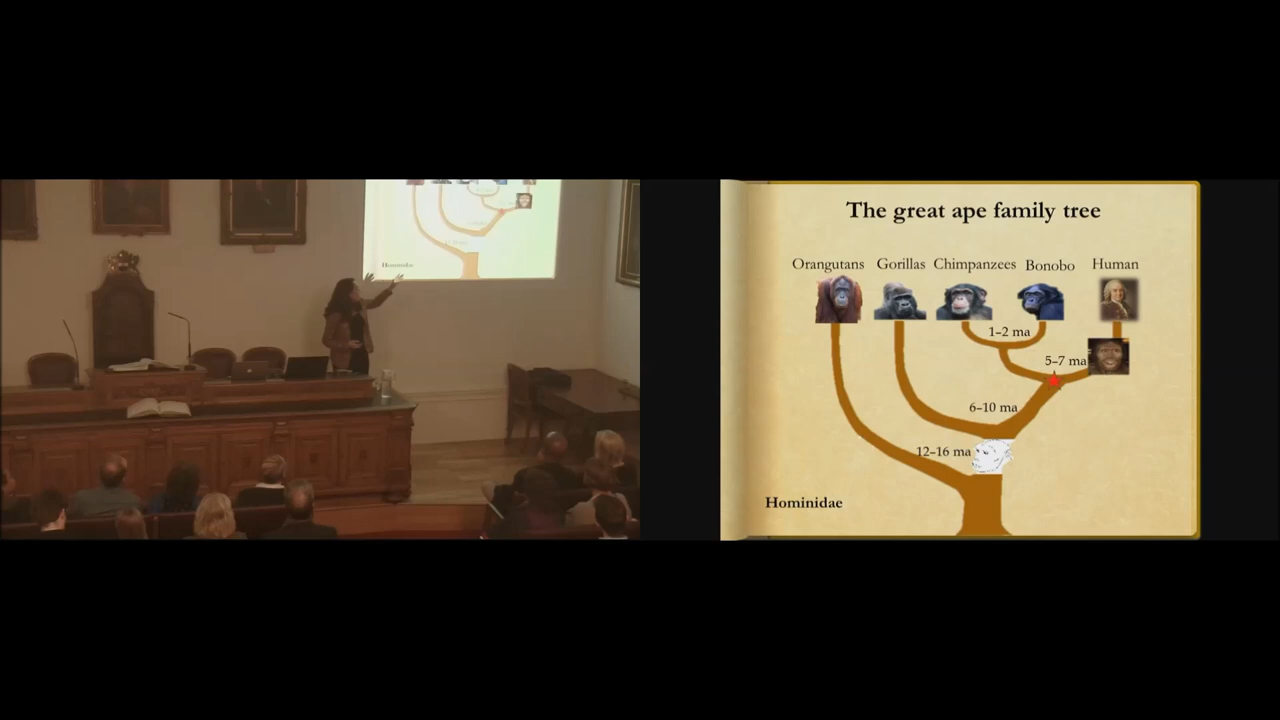 The great ape family tree
Orangutans Gorillas Chimpanzees Bonobo Human
1–2 ma
5–7 ma
6–10 ma
12–16 ma
Hominidae
Hominidae